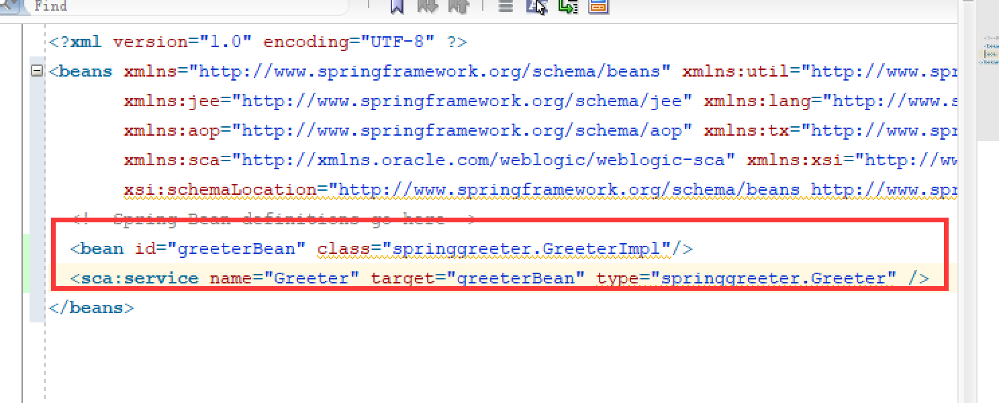 Find
<?xml version="1.0" encoding="UTF-8" ?>
<beans xmlns="http://www.springframework.org/schema/beans" xmlns:util="http://www.spr
xmlns:jee="http://www.springframework.org/schema/jee" xmlns:lang="http://www.s
xmlns:aop="http://www.springframework.org/schema/aop" xmlns:tx="http://www.spr
xmlns:sca="http://xmlns.oracle.com/weblogic/weblogic-sca" xmlns:xsi="http://ww
xsi:schemaLocation="http://www.springframework.org/schema/beans http://www.spr
<!--Spring Bean definitions go here-->
<bean id="greeterBean" class="springgreeter.GreeterImpl"/>
<sca:service name="Greeter" target="greeterBean" type="springgreeter.Greeter" />
</beans>